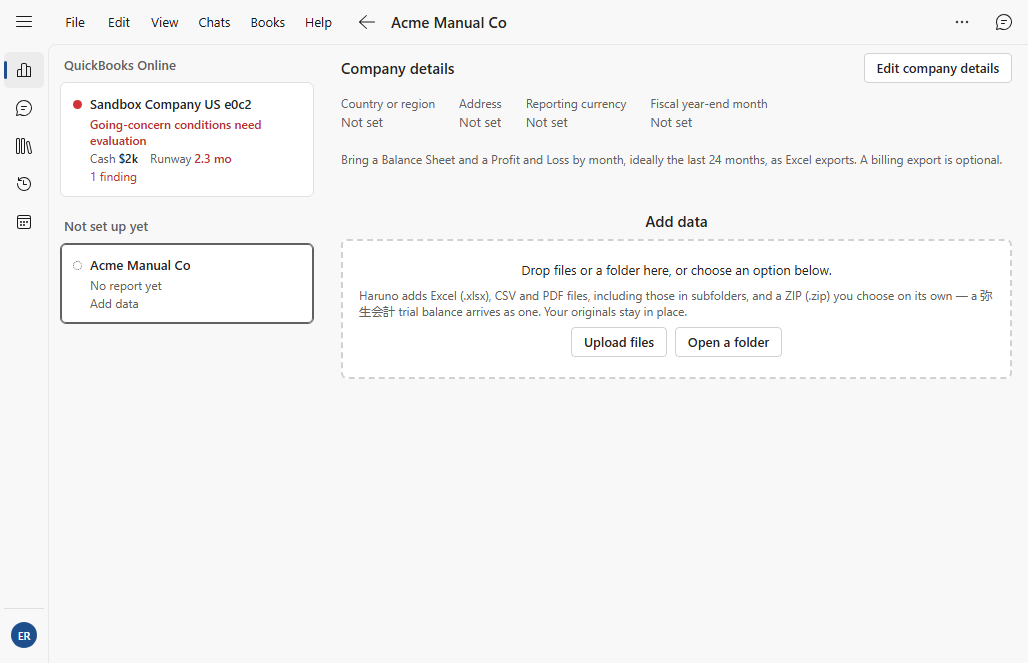 File Edit View Chats Books Help Acme Manual Co
QuickBooks Online
Sandbox Company US e0c2
Going-concern conditions need
evaluation
Cash $2k Runway 2.3 mo
1 finding
Not set up yet
Acme Manual Co
No report yet
Add data
Company details
Edit company details
Country or region Address Reporting currency Fiscal year-end month
Not set Not set Not set Not set
Bring a Balance Sheet and a Profit and Loss by month, ideally the last 24 months, as Excel exports. A billing export is optional.
Add data
Drop files or a folder here, or choose an option below.
Haruno adds Excel (.xlsx), CSV and PDF files, including those in subfolders, and a ZIP (.zip) you choose on its own — a 弥
生会計 trial balance arrives as one. Your originals stay in place.
Upload files Open a folder
ER